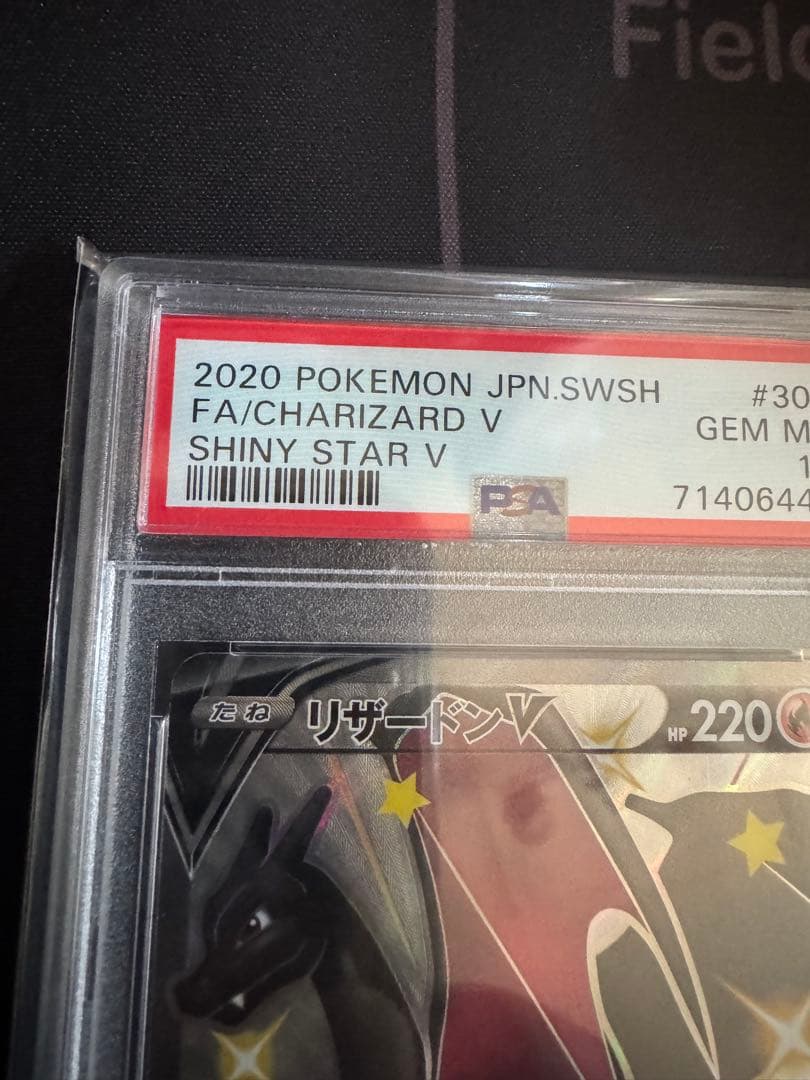 Field
2020 POKEMON JPN.SWSH #30
FA/CHARIZARD V GEM M
SHINY STAR V 1
PSA 7140644
たね リザードンV HP 220